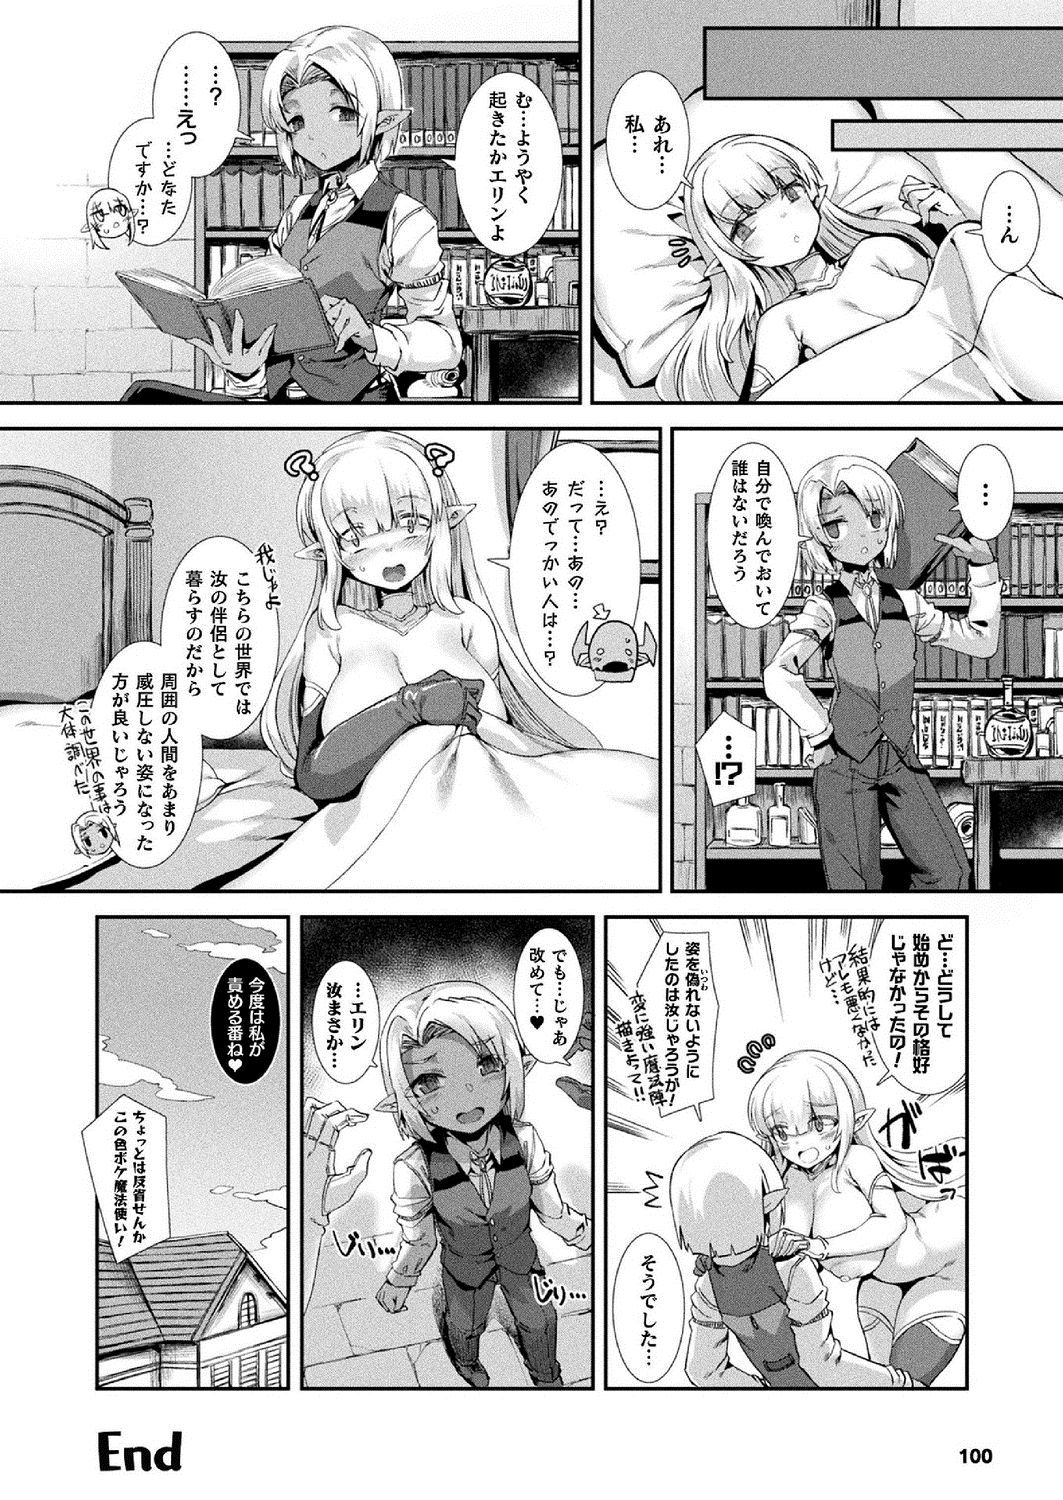 …ん
あれ…
私…
む…ようやく
起きたかエリンよ
…?
……えっ
…どなた
ですか…?
…
自分で喚んでおいて
誰はないだろう
…!?
…え?
だって…あの…
あのでっかい人は…?
我じゃよ
こちらの世界では
汝の伴侶として
暮らすのだから
周囲の人間をあまり
威圧しない姿になった
方が良いじゃろう
この世界の事は
大体調べた
ど…どうして
始めからその格好
じゃなかったの!
結果的には
アレも悪くなかった
けど…
姿を偽れないように
いつわ
したのは汝じゃろうが!
変に強い魔法陣
描きよって!!
そうでした…
でも…じゃあ
改めて…♥
…エリン
汝まさか…
じり…
じり…
今度は私が
責める番ね♥
ちょっとは反省せんか
この色ボケ魔法使い!
End
100